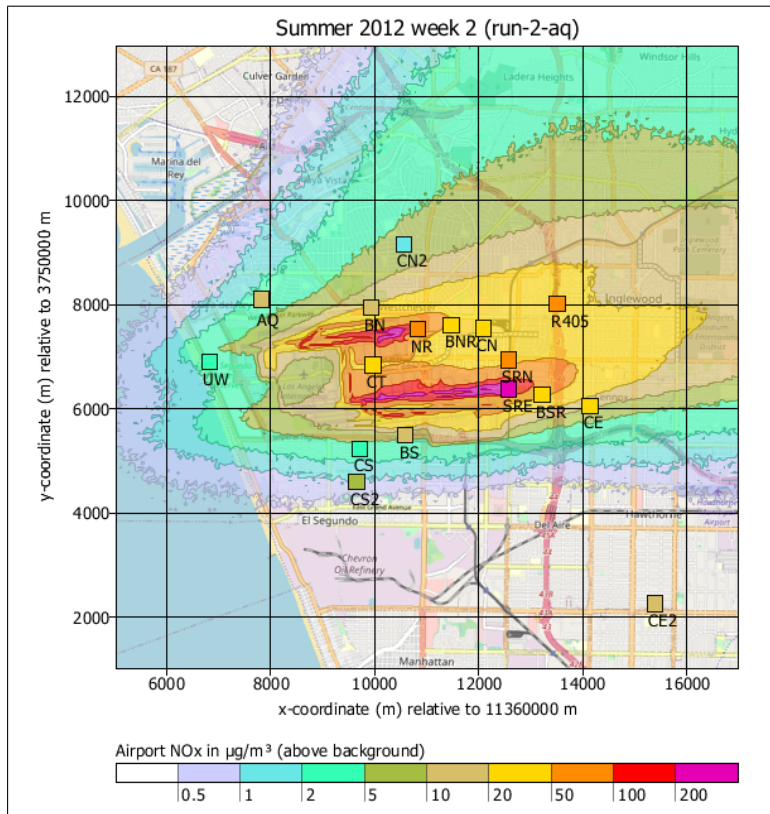 Summer 2012 week 2 (run-2-aq)
12000
10000
8000
6000
4000
2000
y-coordinate (m) relative to 3750000 m
CA 187
Culver Garden
Windsor Hills
Ladera Heights
Marina del
Rey
CN2
AQ
BN
Westchester
Inglewood
R405
NR
BNR
CN
UW
CT
SRN
SRE
BSR
CE
CS
BS
CS2
El Segundo
Del Aire
Hawthorne
Airport
Chevron
Oil Refinery
CE2
Manhattan
6000 8000 10000 12000 14000 16000
x-coordinate (m) relative to 11360000 m
Airport NOx in µg/m³ (above background)
0.5 1 2 5 10 20 50 100 200